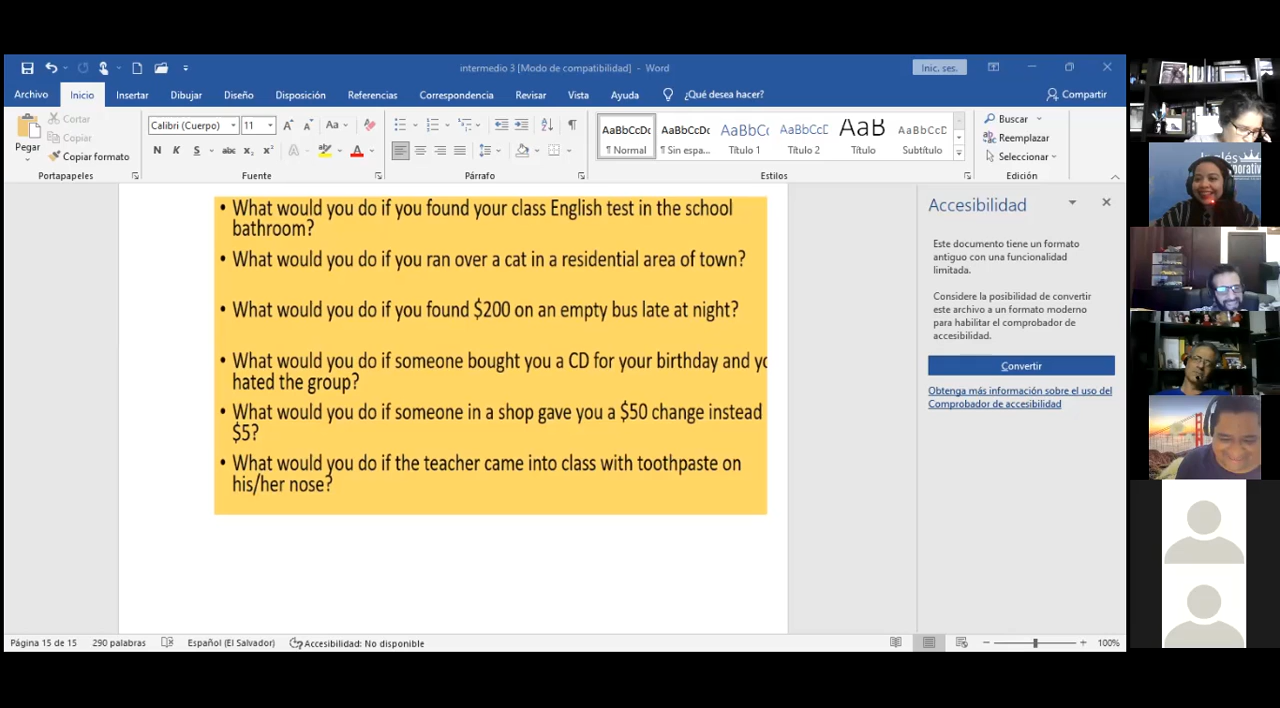 intermedio 3 [Modo de compatibilidad] - Word
Inic. ses.
Archivo Inicio Insertar Dibujar Diseño Disposición Referencias Correspondencia Revisar Vista Ayuda ¿Qué desea hacer? Compartir
Pegar
Cortar
Copiar
Copiar formato
Portapapeles
Calibri (Cuerpo) 11
N K S abc x₂ x²
Fuente
Párrafo
AaBbCcDc AaBbCcDc AaBbCc AaBbCcD AaB AaBbCcD
¶ Normal ¶ Sin espa... Título 1 Título 2 Título Subtítulo
Estilos
Buscar
Reemplazar
Seleccionar
Edición
• What would you do if you found your class English test in the school
bathroom?
• What would you do if you ran over a cat in a residential area of town?
• What would you do if you found $200 on an empty bus late at night?
• What would you do if someone bought you a CD for your birthday and yo
hated the group?
• What would you do if someone in a shop gave you a $50 change instead
$5?
• What would you do if the teacher came into class with toothpaste on
his/her nose?
Accesibilidad
Este documento tiene un formato
antiguo con una funcionalidad
limitada.
Considere la posibilidad de convertir
este archivo a un formato moderno
para habilitar el comprobador de
accesibilidad.
Convertir
Obtenga más información sobre el uso del
Comprobador de accesibilidad
Inglés
Página 15 de 15 290 palabras Español (El Salvador) Accesibilidad: No disponible 100%